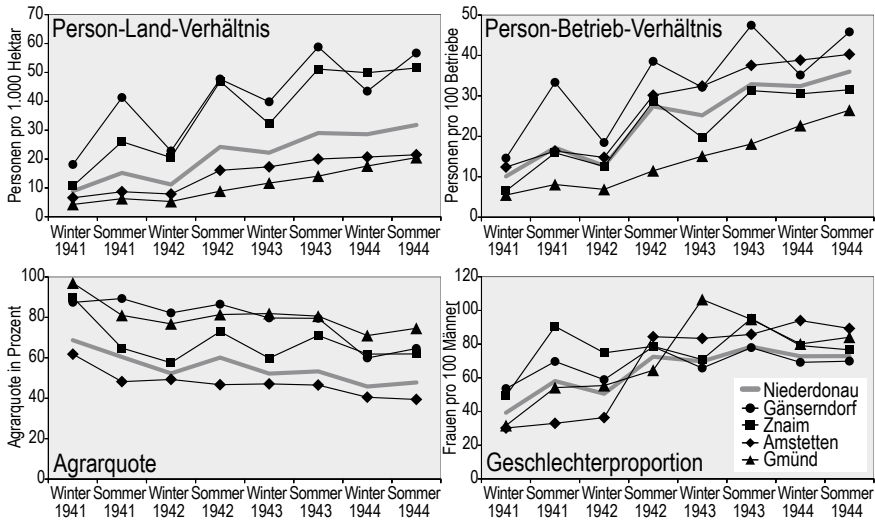 Person-Land-Verhältnis
Personen pro 1.000 Hektar
70
60
50
40
30
20
10
0
Winter Sommer Winter Sommer Winter Sommer Winter Sommer
1941 1941 1942 1942 1943 1943 1944 1944
Person-Betrieb-Verhältnis
Personen pro 100 Betriebe
50
40
30
20
10
0
Winter Sommer Winter Sommer Winter Sommer Winter Sommer
1941 1941 1942 1942 1943 1943 1944 1944
Agrarquote in Prozent
100
80
60
40
20
0
Agrarquote
Winter Sommer Winter Sommer Winter Sommer Winter Sommer
1941 1941 1942 1942 1943 1943 1944 1944
Frauen pro 100 Männer
120
100
80
60
40
20
0
Niederdonau
Gänserndorf
Znaim
Amstetten
Gmünd
Geschlechterproportion
Winter Sommer Winter Sommer Winter Sommer Winter Sommer
1941 1941 1942 1942 1943 1943 1944 1944